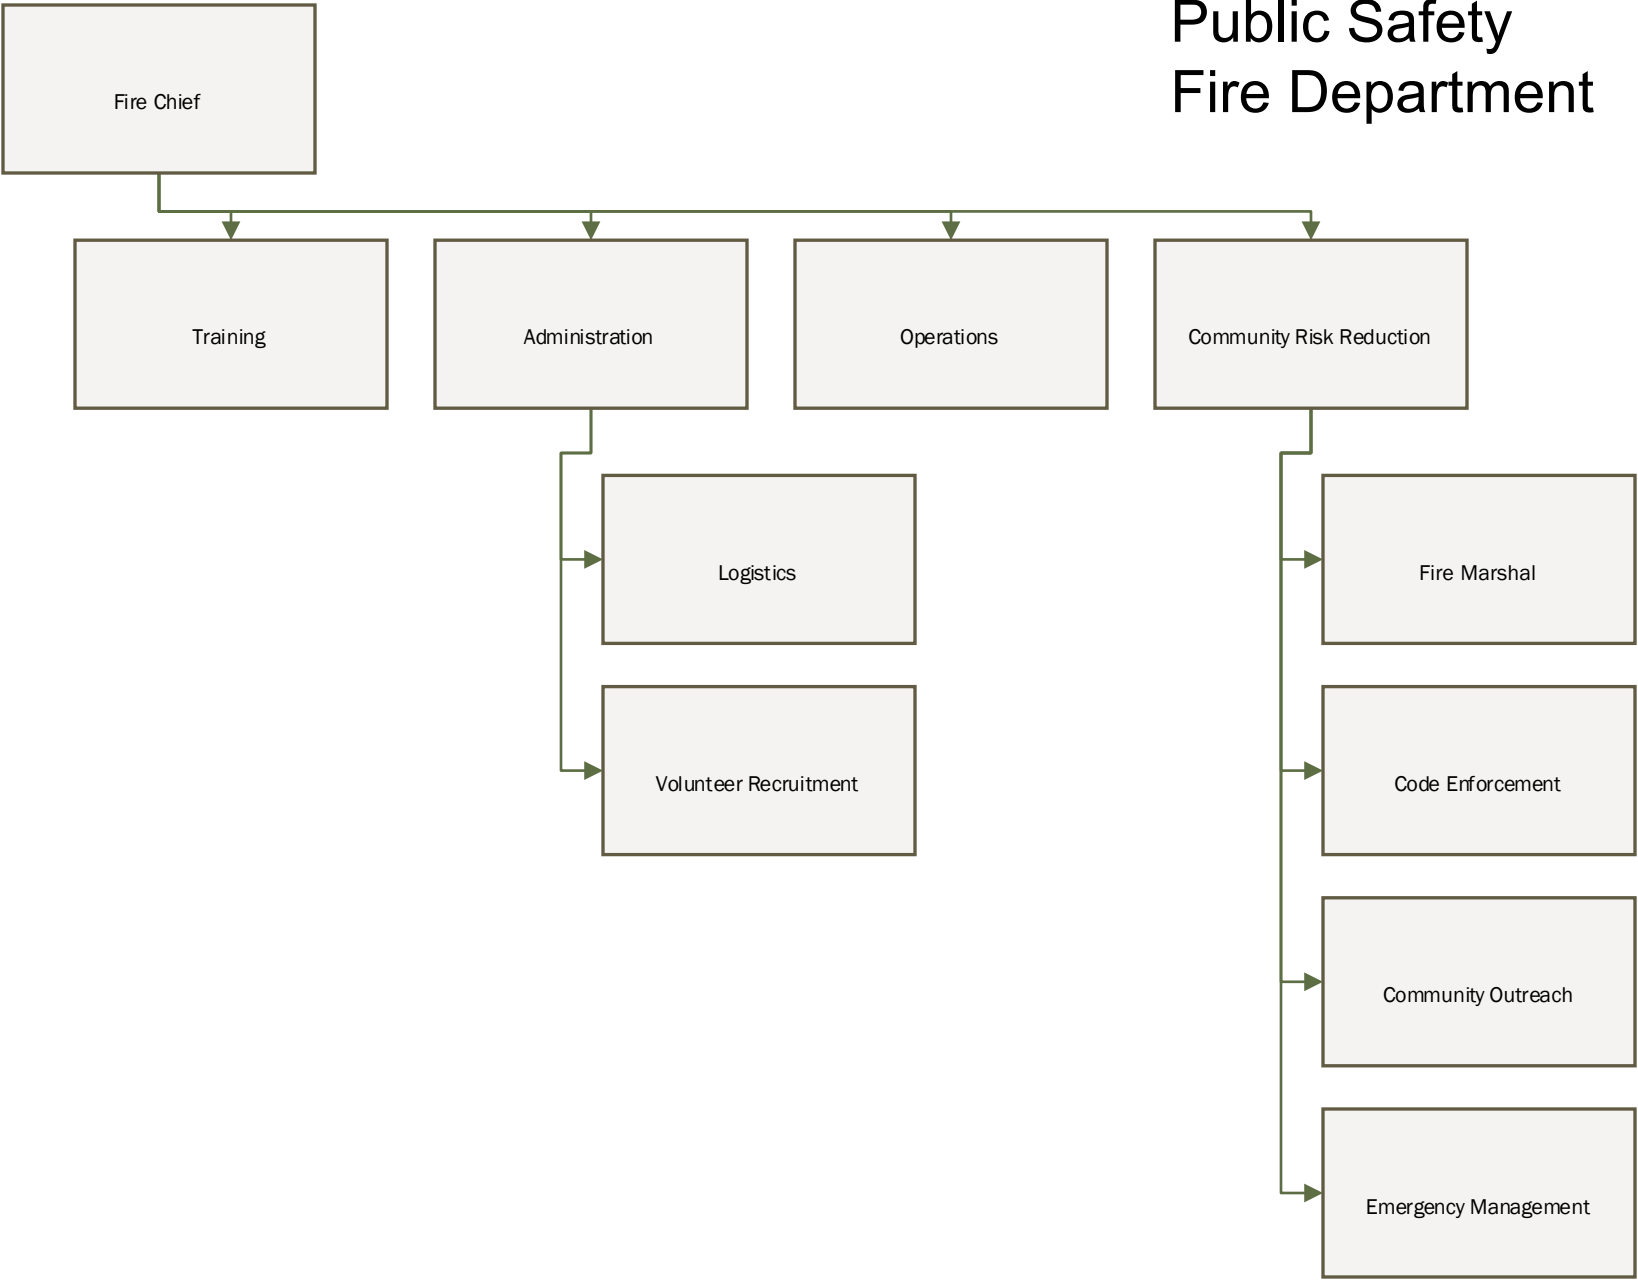 Public Safety
Fire Department
Fire Chief
Training
Administration
Operations
Community Risk Reduction
Logistics
Fire Marshal
Volunteer Recruitment
Code Enforcement
Community Outreach
Emergency Management